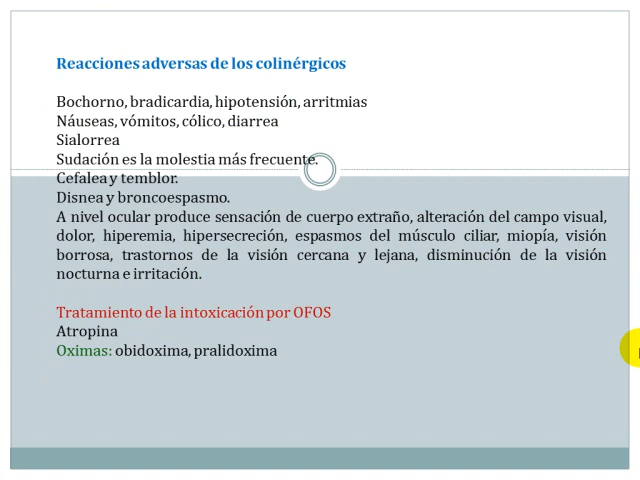 Reacciones adversas de los colinérgicos
Bochorno, bradicardia, hipotensión, arritmias
Náuseas, vómitos, cólico, diarrea
Sialorrea
Sudación es la molestia más frecuente.
Cefalea y temblor.
Disnea y broncoespasmo.
A nivel ocular produce sensación de cuerpo extraño, alteración del campo visual,
dolor, hiperemia, hipersecreción, espasmos del músculo ciliar, miopía, visión
borrosa, trastornos de la visión cercana y lejana, disminución de la visión
nocturna e irritación.
Tratamiento de la intoxicación por OFOS
Atropina
Oximas: obidoxima, pralidoxima